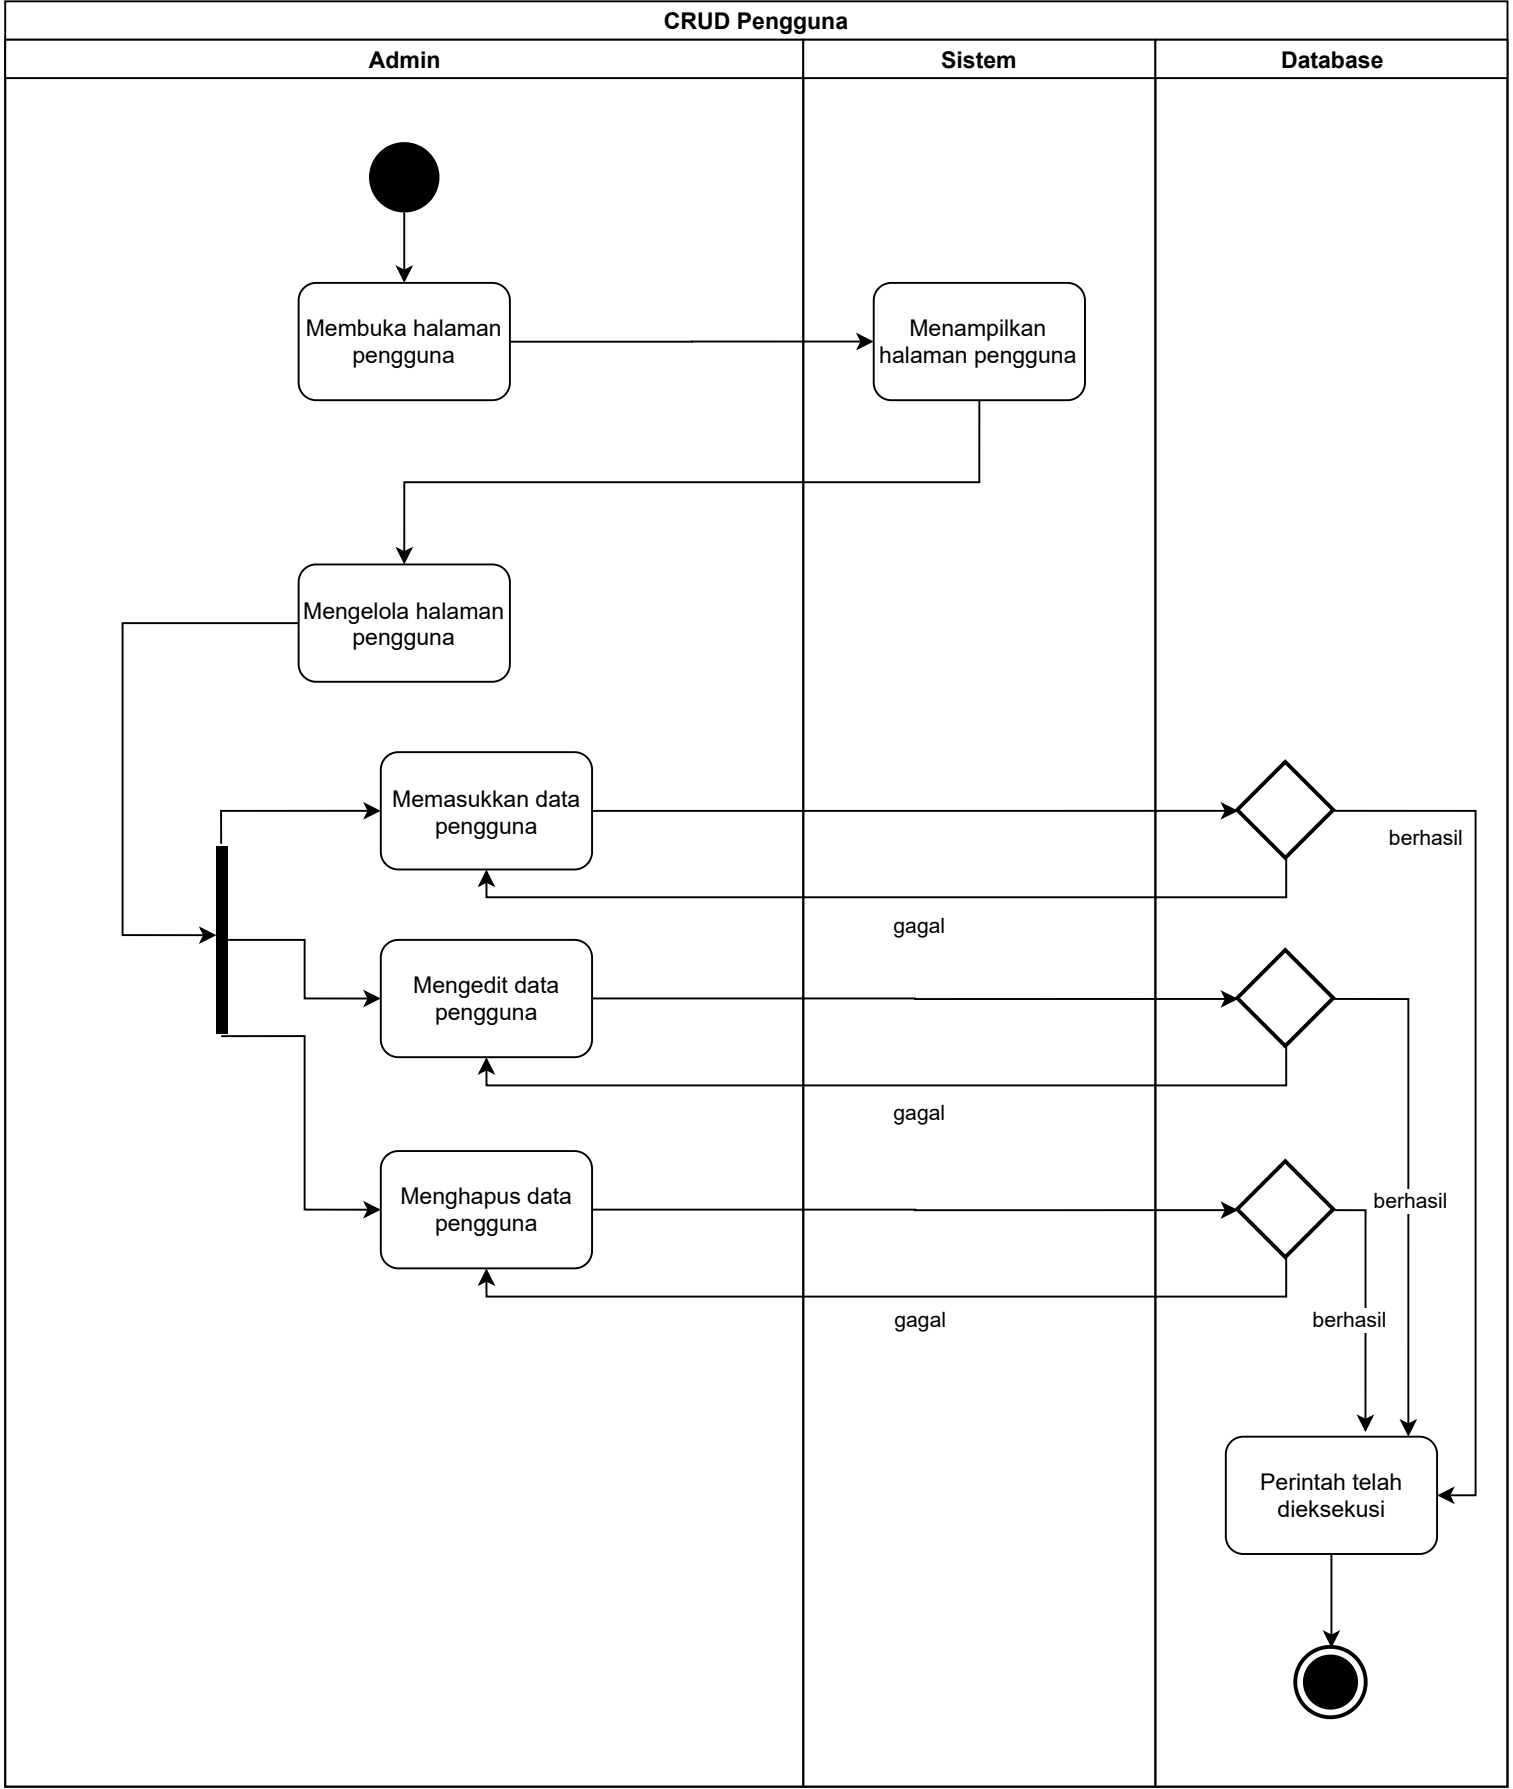 CRUD Pengguna
Admin
Sistem
Database
Membuka halaman
pengguna
Menampilkan
halaman pengguna
Mengelola halaman
pengguna
Memasukkan data
pengguna
berhasil
gagal
Mengedit data
pengguna
gagal
Menghapus data
pengguna
berhasil
gagal
berhasil
Perintah telah
dieksekusi